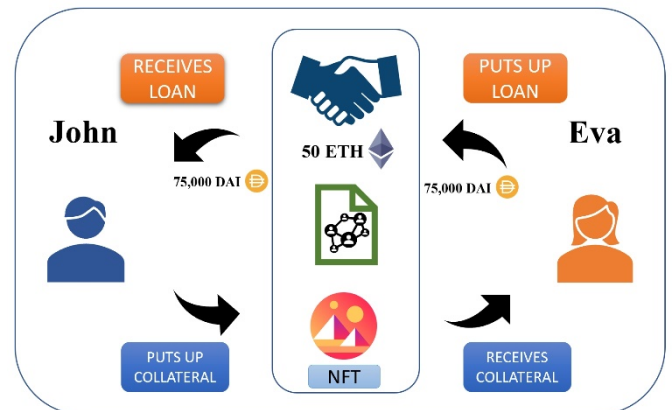 RECEIVES
LOAN
PUTS UP
LOAN
John
Eva
50 ETH
75,000 DAI
75,000 DAI
PUTS UP
COLLATERAL
NFT
RECEIVES
COLLATERAL